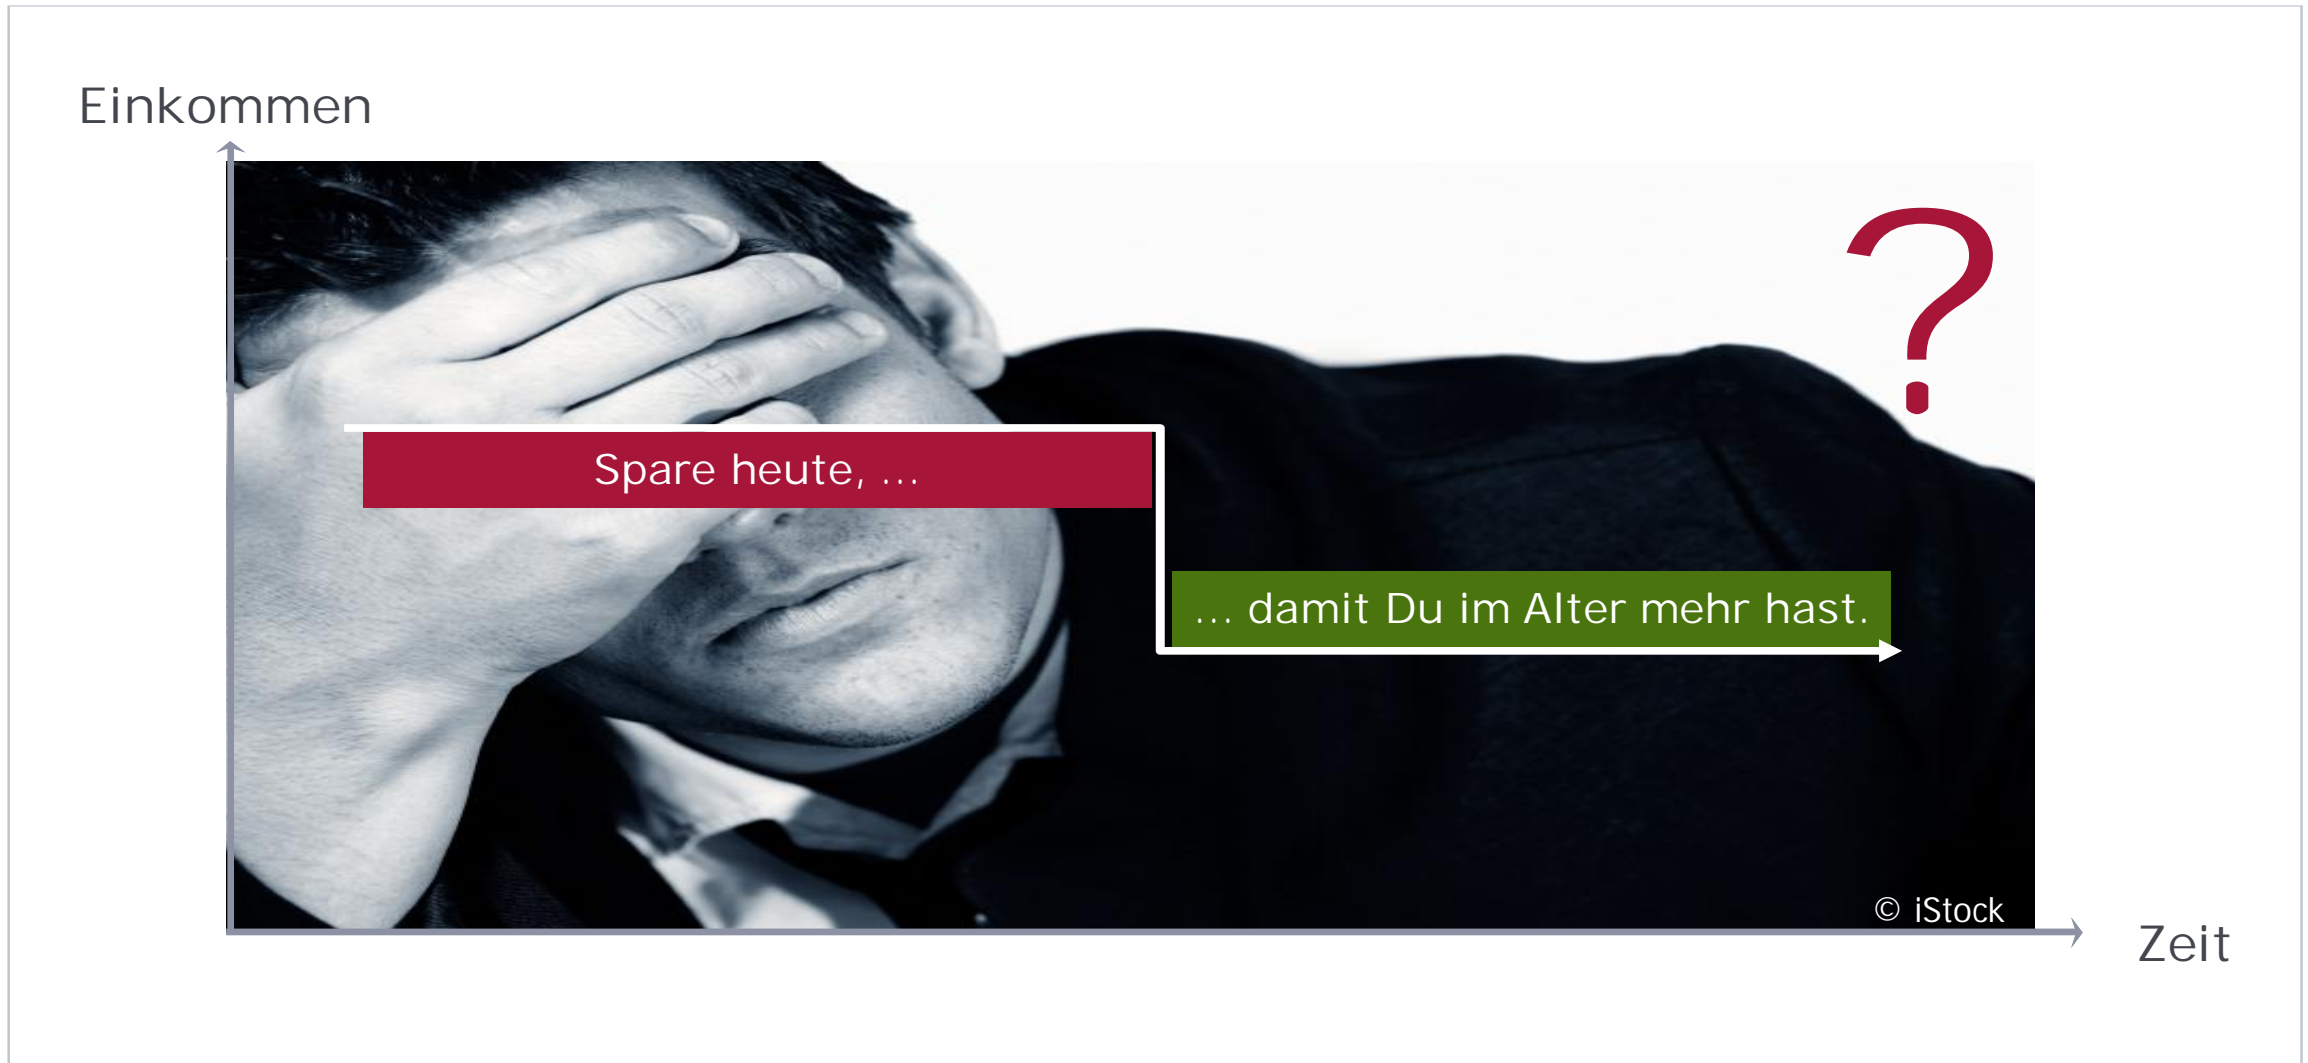 Einkommen
?
Spare heute, ...
... damit Du im Alter mehr hast.
© iStock
Zeit